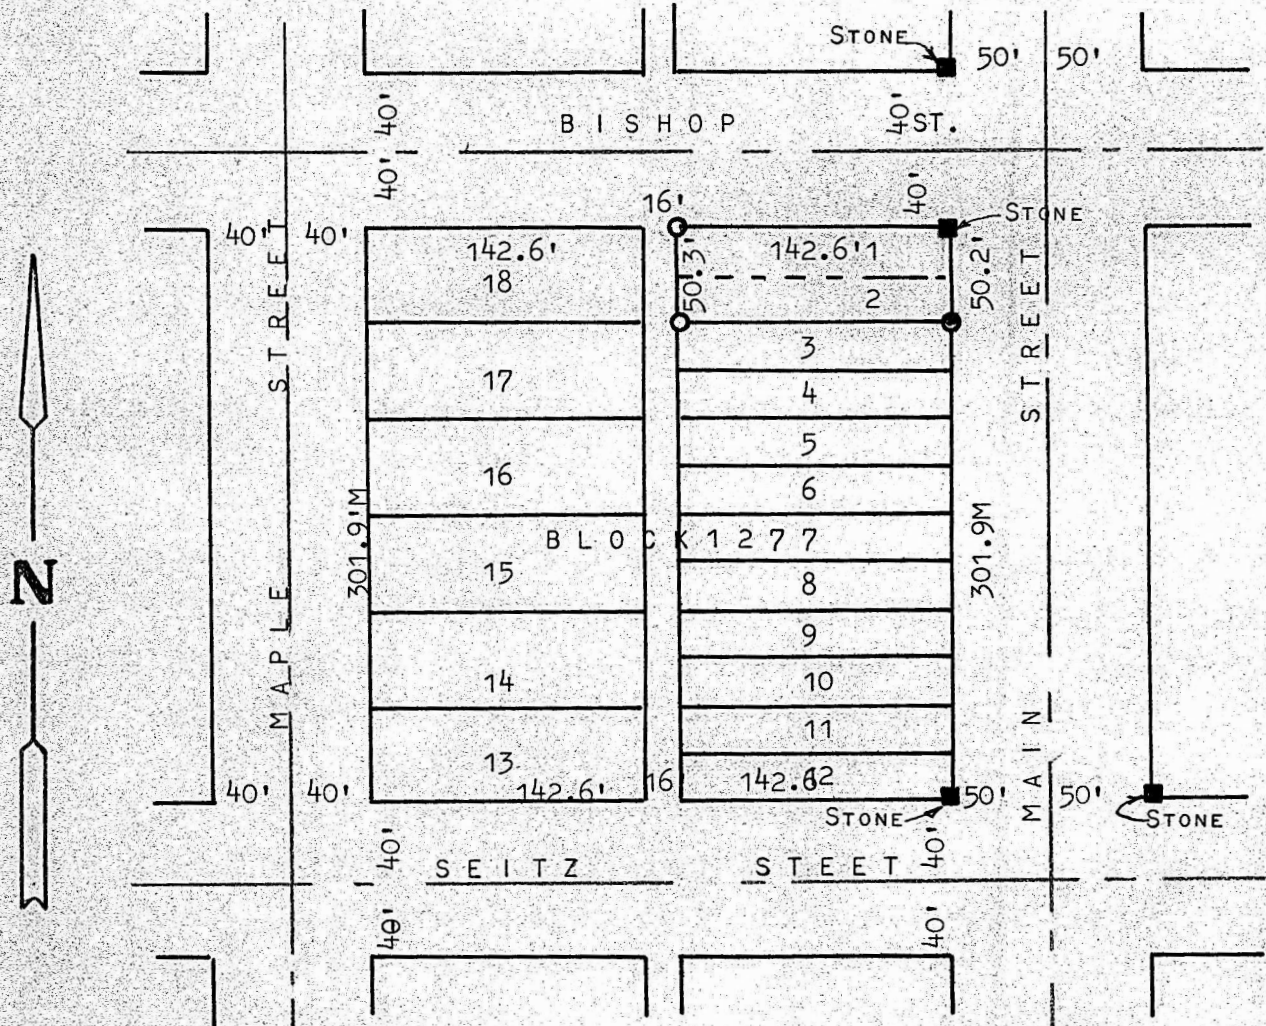 STONE
50' 50'
40' 40'
BISHOP ST.
40' 40'
16'
STONE
40' 40'
142.6' 142.6' 1
18
50.3' 50.2'
2
3
17
4
5
16
6
301.9'M 301.9M
BLOCK 1277
15
8
9
14
10
11
13
12
142.6' 16 142.6
40' 40' 50' 50'
STONE STONE
MAPLE STREET
MAIN STREET
N
40' 40'
SEITZ STEET
40' 40'